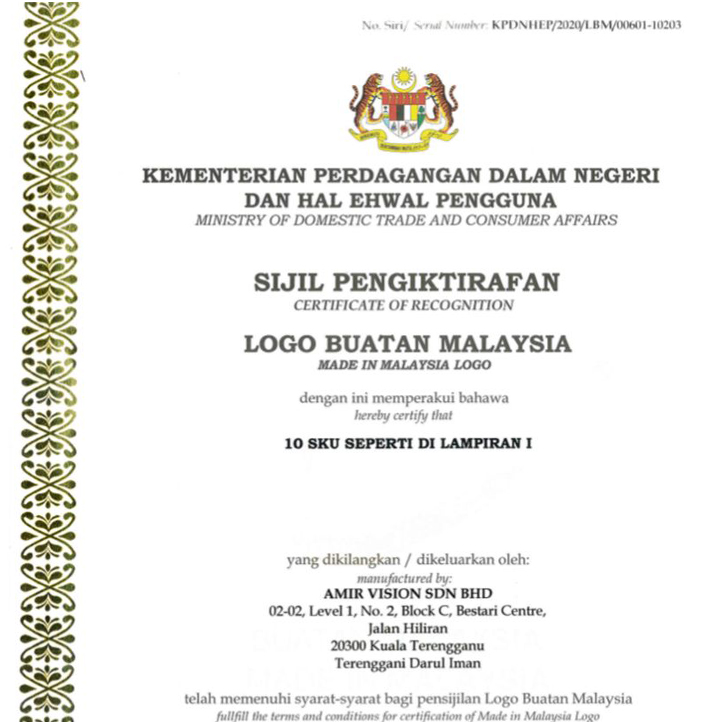 No. Siri/ Serial Number: KPDNHEP/2020/LBM/00601-10203
KEMENTERIAN PERDAGANGAN DALAM NEGERI
DAN HAL EHWAL PENGGUNA
MINISTRY OF DOMESTIC TRADE AND CONSUMER AFFAIRS
SIJIL PENGIKTIRAFAN
CERTIFICATE OF RECOGNITION
LOGO BUATAN MALAYSIA
MADE IN MALAYSIA LOGO
dengan ini memperakui bahawa
hereby certify that
10 SKU SEPERTI DI LAMPIRAN I
yang dikilangkan / dikeluarkan oleh:
manufactured by:
AMIR VISION SDN BHD
02-02, Level 1, No. 2, Block C, Bestari Centre,
Jalan Hiliran
20300 Kuala Terengganu
Terenggani Darul Iman
telah memenuhi syarat-syarat bagi pensijilan Logo Buatan Malaysia
fullfill the terms and conditions for certification of Made in Malaysia Logo